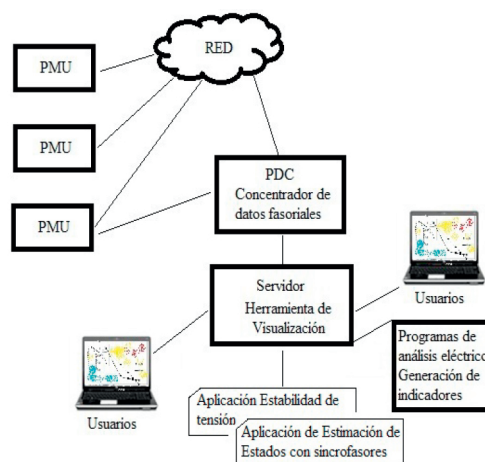 RED
PMU
PMU
PMU
PDC
Concentrador de
datos fasoriales
Servidor
Herramienta de
Visualización
Usuarios
Usuarios
Programas de
análisis eléctrico
Generación de
indicadores
Aplicación Estabilidad de
tensión
Aplicación de Estimación de
Estados con sincrofasores